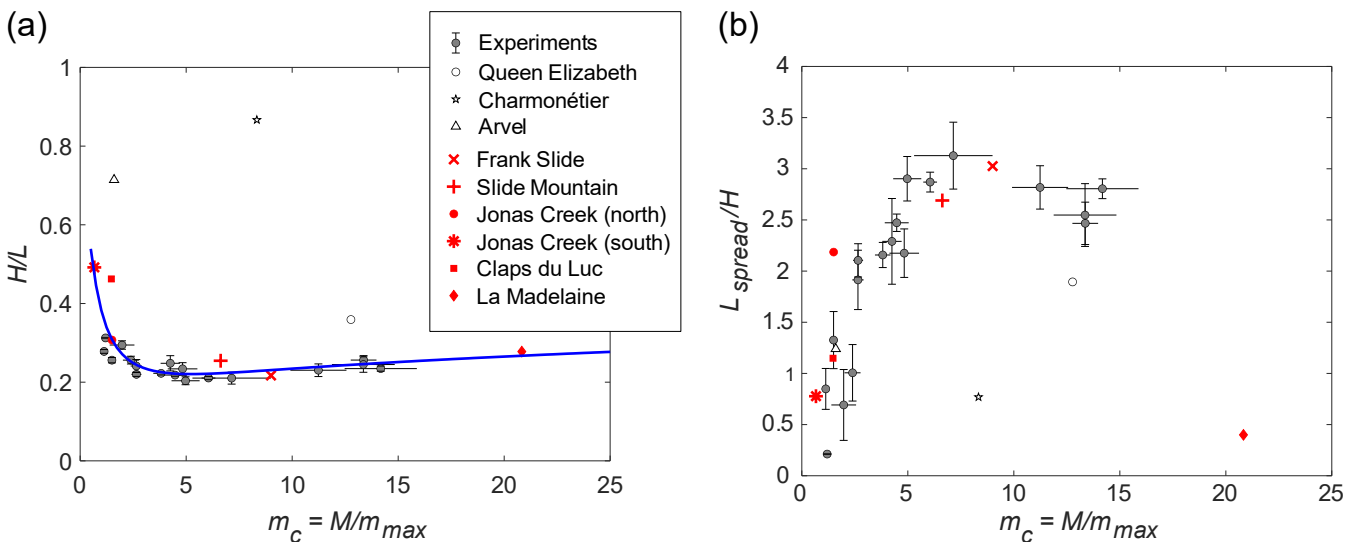 (a)
(b)
Experiments
Queen Elizabeth
Charmonétier
Arvel
Frank Slide
Slide Mountain
Jonas Creek (north)
Jonas Creek (south)
Claps du Luc
La Madelaine
1
0.8
0.6
0.4
0.2
0
H/L
0 5 10 15 20 25
m_c = M/m_max
4
3.5
3
2.5
2
1.5
1
0.5
0
L_spread/H
0 5 10 15 20 25
m_c = M/m_max